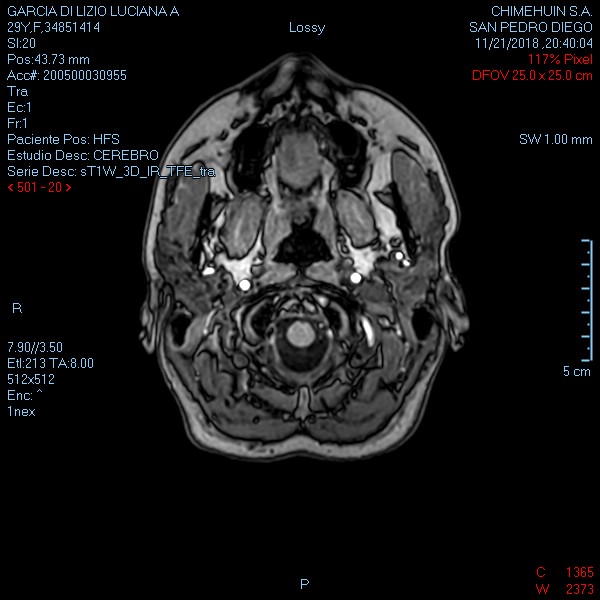 GARCIA DI LIZIO LUCIANA A
29Y,F,34851414
Sl:20
Pos:43.73 mm
Acc#: 200500030955
Tra
Ec:1
Fr:1
Paciente Pos: HFS
Estudio Desc: CEREBRO
Serie Desc: sT1W_3D_IR_TFE_tra
< 501 - 20 >
Lossy
CHIMEHUIN S.A.
SAN PEDRO DIEGO
11/21/2018 ,20:40:04
117% Pixel
DFOV 25.0 x 25.0 cm
SW 1.00 mm
R
5 cm
7.90//3.50
Etl:213 TA:8.00
512x512
Enc: ^
1nex
P
C 1365
W 2373